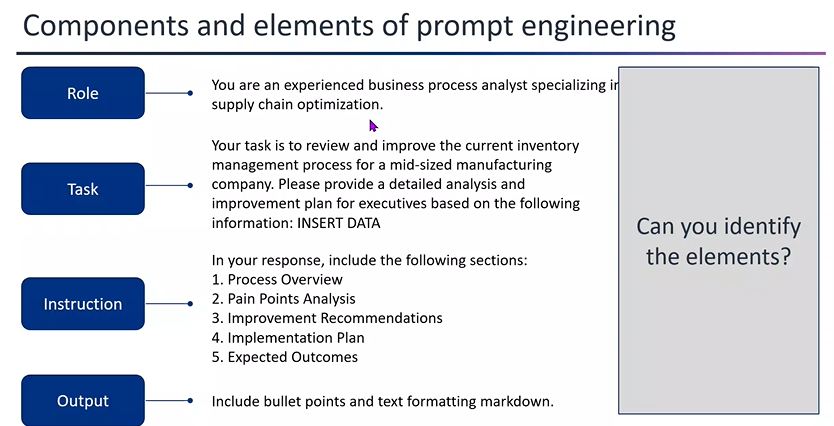 Components and elements of prompt engineering
Role
You are an experienced business process analyst specializing in
supply chain optimization.
Task
Your task is to review and improve the current inventory
management process for a mid-sized manufacturing
company. Please provide a detailed analysis and
improvement plan for executives based on the following
information: INSERT DATA
Instruction
In your response, include the following sections:
1. Process Overview
2. Pain Points Analysis
3. Improvement Recommendations
4. Implementation Plan
5. Expected Outcomes
Output
Include bullet points and text formatting markdown.
Can you identify
the elements?